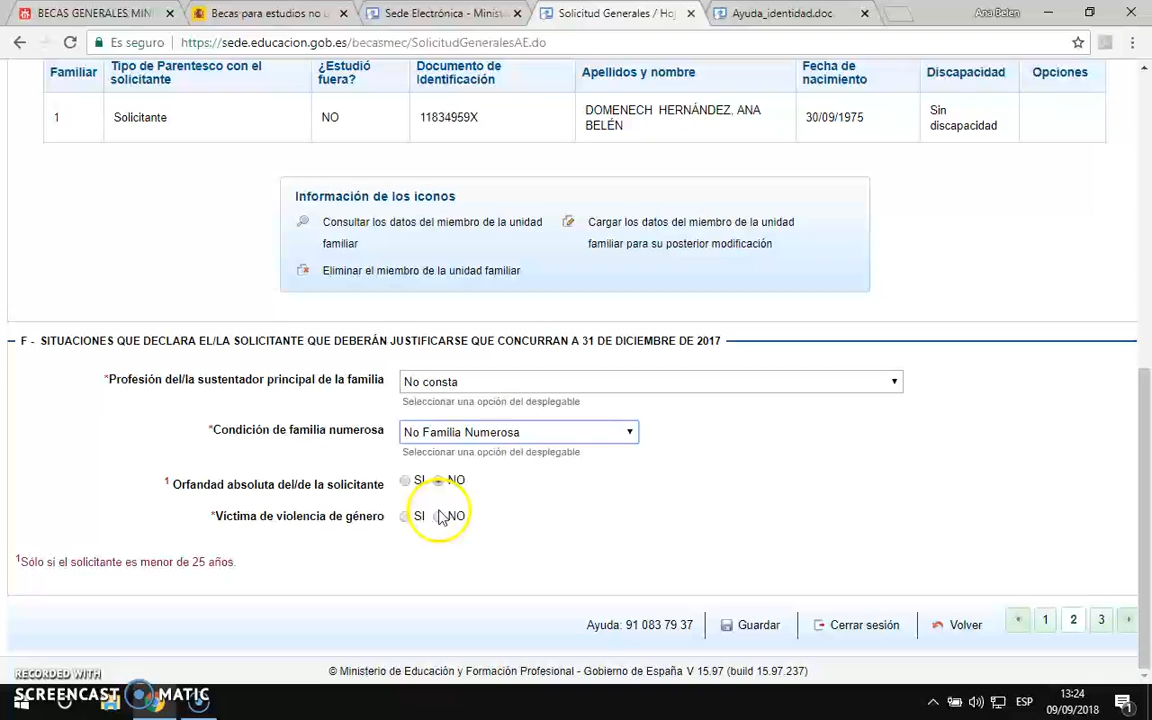 BECAS GENERALES MINI
Becas para estudios no u
Sede Electrónica - Minist
Solicitud Generales / Hoj
Ayuda_identidad.doc
Ana Belen
Es seguro
https://sede.educacion.gob.es/becasmec/SolicitudGeneralesAE.do
Familiar
Tipo de Parentesco con el solicitante
¿Estudió fuera?
Documento de Identificación
Apellidos y nombre
Fecha de nacimiento
Discapacidad
Opciones
1
Solicitante
NO
11834959X
DOMENECH HERNÁNDEZ, ANA BELÉN
30/09/1975
Sin discapacidad
Información de los iconos
Consultar los datos del miembro de la unidad familiar
Cargar los datos del miembro de la unidad familiar para su posterior modificación
Eliminar el miembro de la unidad familiar
F - SITUACIONES QUE DECLARA EL/LA SOLICITANTE QUE DEBERÁN JUSTIFICARSE QUE CONCURRAN A 31 DE DICIEMBRE DE 2017
*Profesión del/la sustentador principal de la familia
No consta
Seleccionar una opción del desplegable
*Condición de familia numerosa
No Familia Numerosa
Seleccionar una opción del desplegable
1 Orfandad absoluta del/de la solicitante
SI NO
*Víctima de violencia de género
SI NO
1Sólo si el solicitante es menor de 25 años.
Ayuda: 91 083 79 37
Guardar
Cerrar sesión
Volver
1 2 3
© Ministerio de Educación y Formación Profesional - Gobierno de España V 15.97 (build 15.97.237)
RECORDED WITH
SCREENCAST MATIC
ESP
13:24
09/09/2018
1